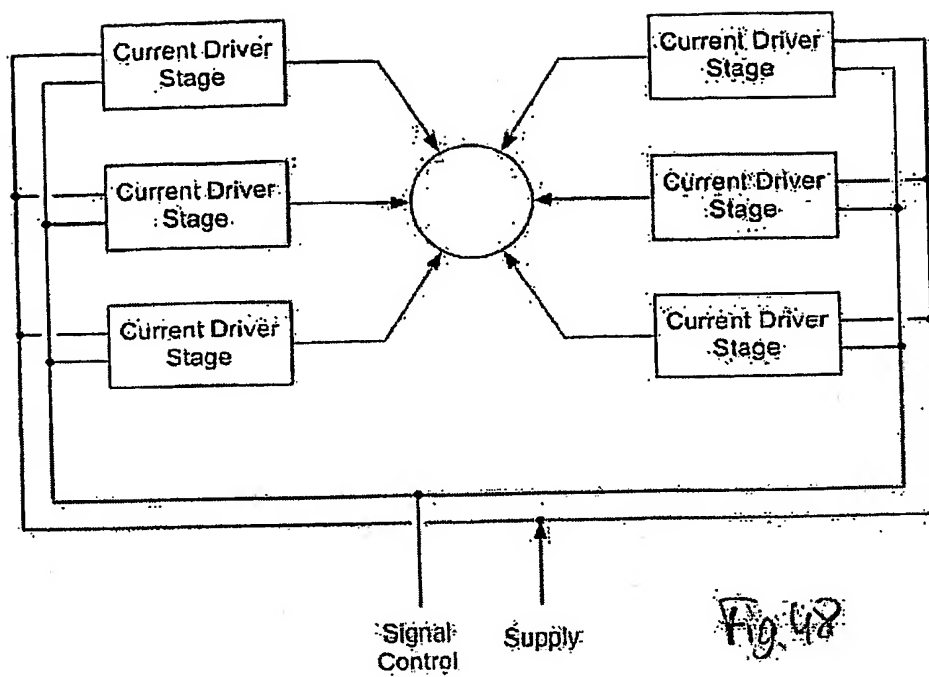 Current Driver
Stage
Current Driver
Stage
Current Driver
Stage
Current Driver
Stage
Current Driver
Stage
Current Driver
Stage
Signal
Control
Supply
Fig. 48